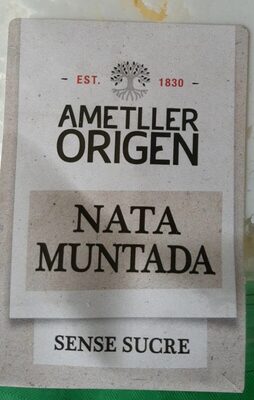 - EST. 1830 -
AMETLLER
ORIGEN
NATA
MUNTADA
SENSE SUCRE